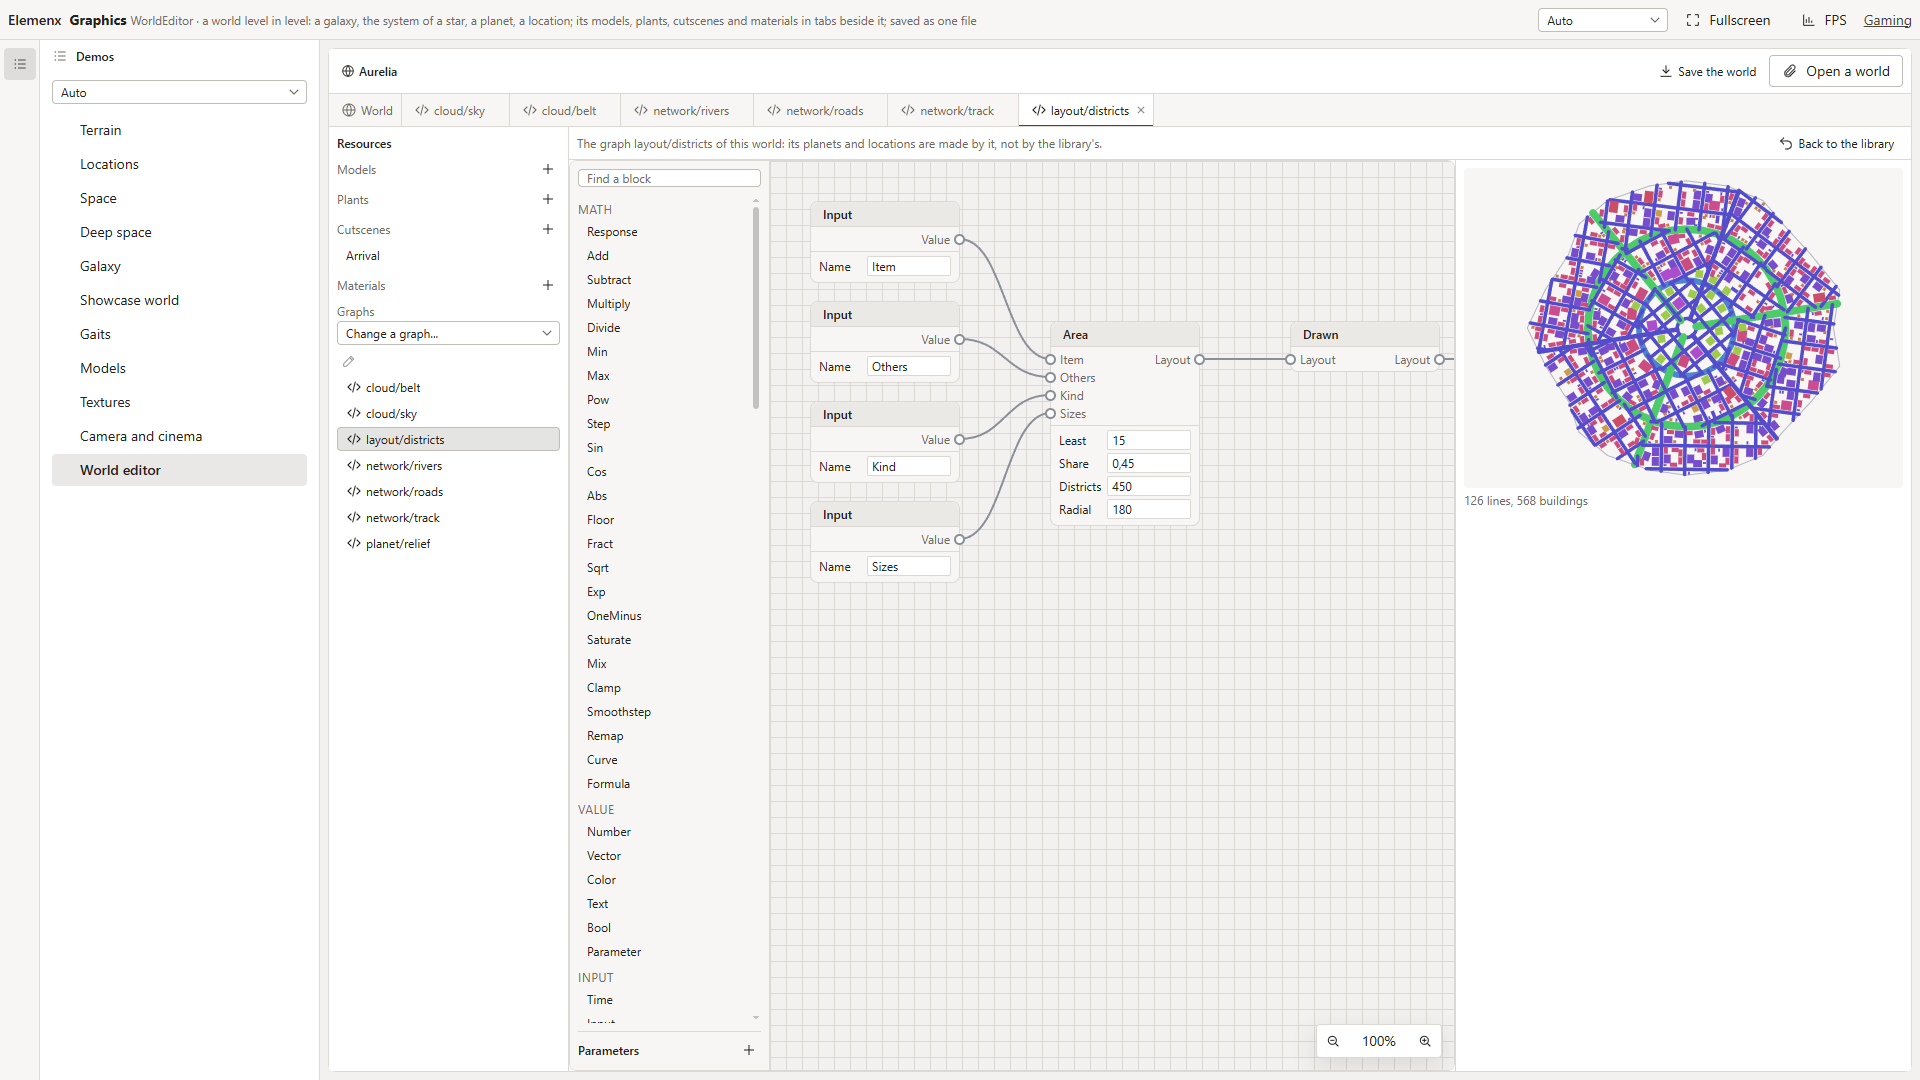 Elemenx Graphics WorldEditor · a world level in level: a galaxy, the system of a star, a planet, a location; its models, plants, cutscenes and materials in tabs beside it; saved as one file
Auto
Fullscreen
FPS
Gaming
Demos
Auto
Terrain
Locations
Space
Deep space
Galaxy
Showcase world
Gaits
Models
Textures
Camera and cinema
World editor
Aurelia
Save the world
Open a world
World
cloud/sky
cloud/belt
network/rivers
network/roads
network/track
layout/districts
Resources
Models
Plants
Cutscenes
Arrival
Materials
Graphs
Change a graph...
cloud/belt
cloud/sky
layout/districts
network/rivers
network/roads
network/track
planet/relief
The graph layout/districts of this world: its planets and locations are made by it, not by the library's.
Back to the library
Find a block
MATH
Response
Add
Subtract
Multiply
Divide
Min
Max
Pow
Step
Sin
Cos
Abs
Floor
Fract
Sqrt
Exp
OneMinus
Saturate
Mix
Clamp
Smoothstep
Remap
Curve
Formula
VALUE
Number
Vector
Color
Text
Bool
Parameter
INPUT
Time
Parameters
Input
Value
Name Item
Input
Value
Name Others
Input
Value
Name Kind
Input
Value
Name Sizes
Area
Item Layout
Others
Kind
Sizes
Least 15
Share 0,45
Districts 450
Radial 180
Drawn
Layout Layout
100%
126 lines, 568 buildings